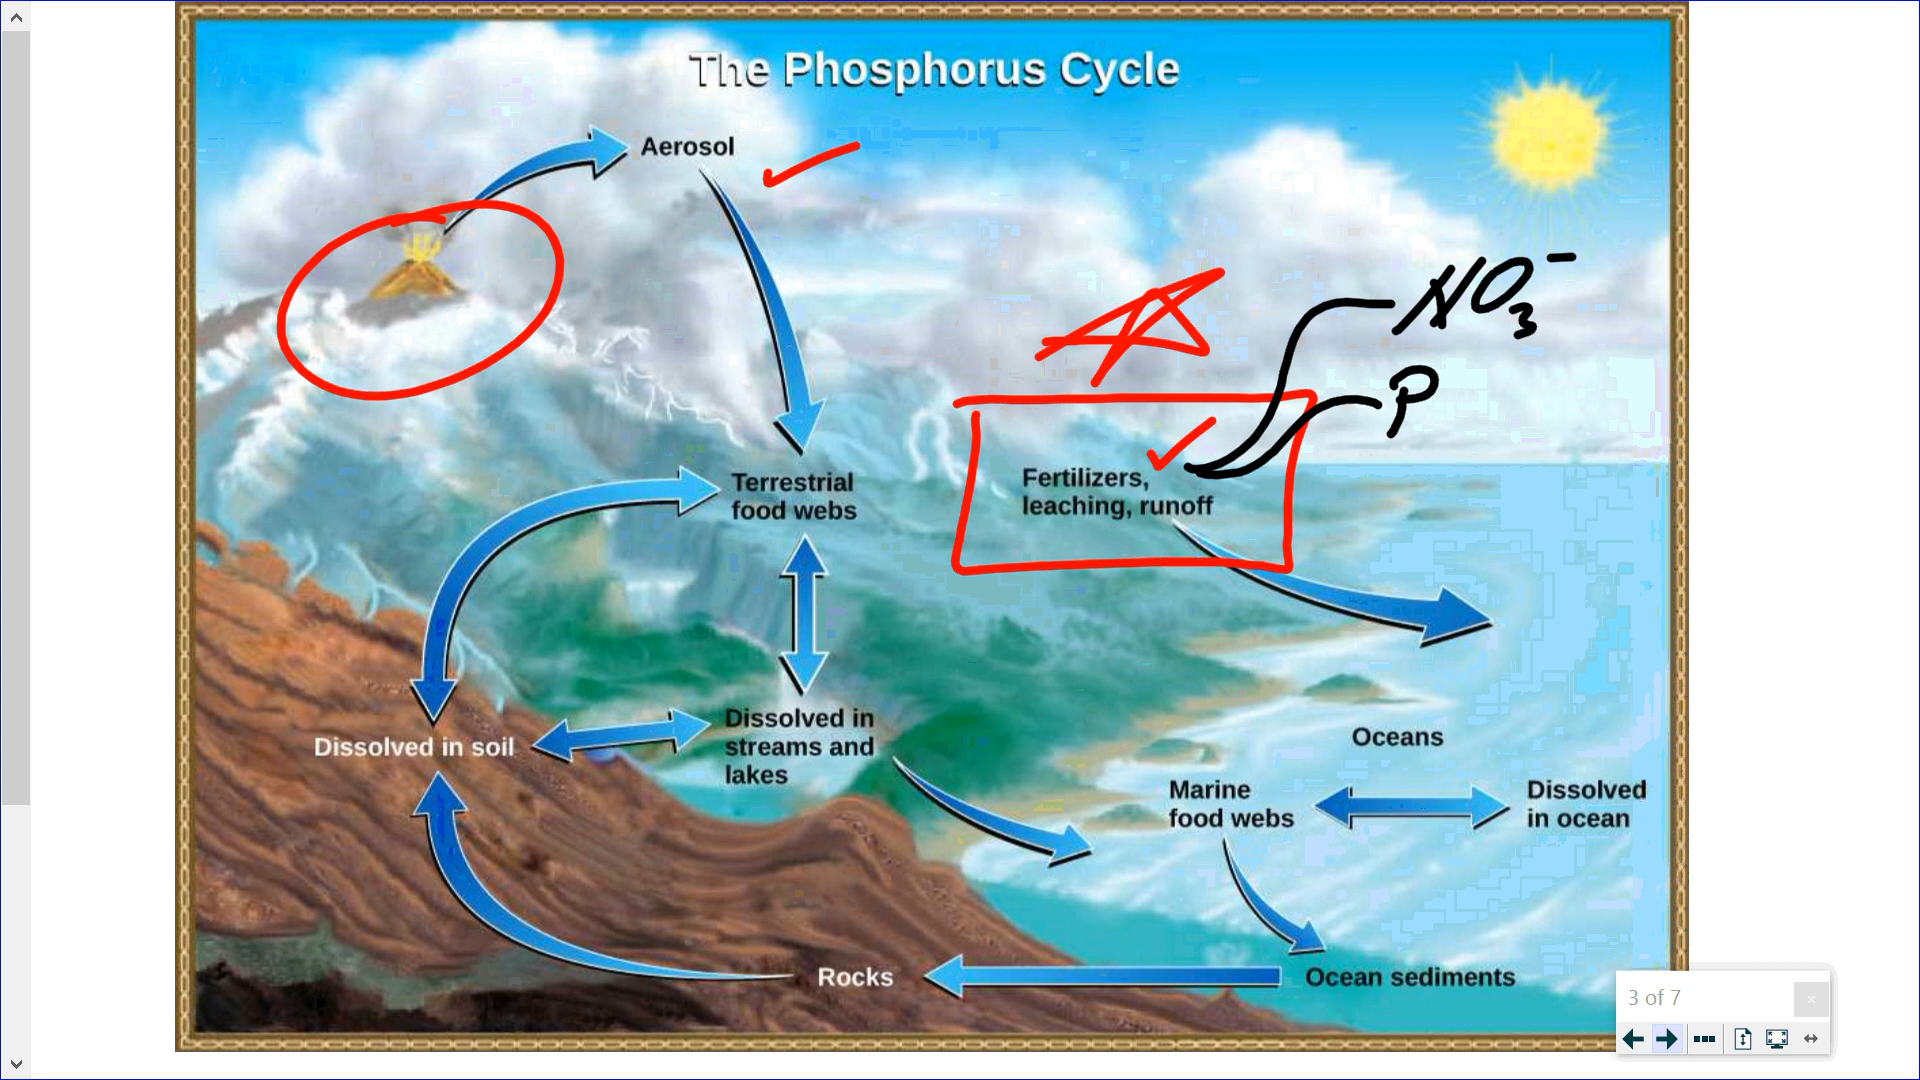 The Phosphorus Cycle
Aerosol
NO3-
P
Terrestrial
food webs
Fertilizers,
leaching, runoff
Dissolved in soil
Dissolved in
streams and
lakes
Oceans
Marine
food webs
Dissolved
in ocean
Rocks
Ocean sediments
3 of 7